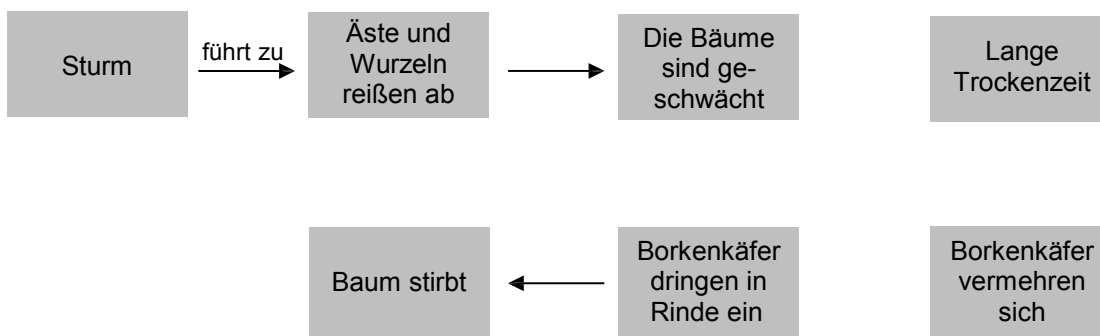 Sturm
führt zu
Äste und
Wurzeln
reißen ab
Die Bäume
sind ge-
schwächt
Lange
Trockenzeit
Baum stirbt
Borkenkäfer
dringen in
Rinde ein
Borkenkäfer
vermehren
sich